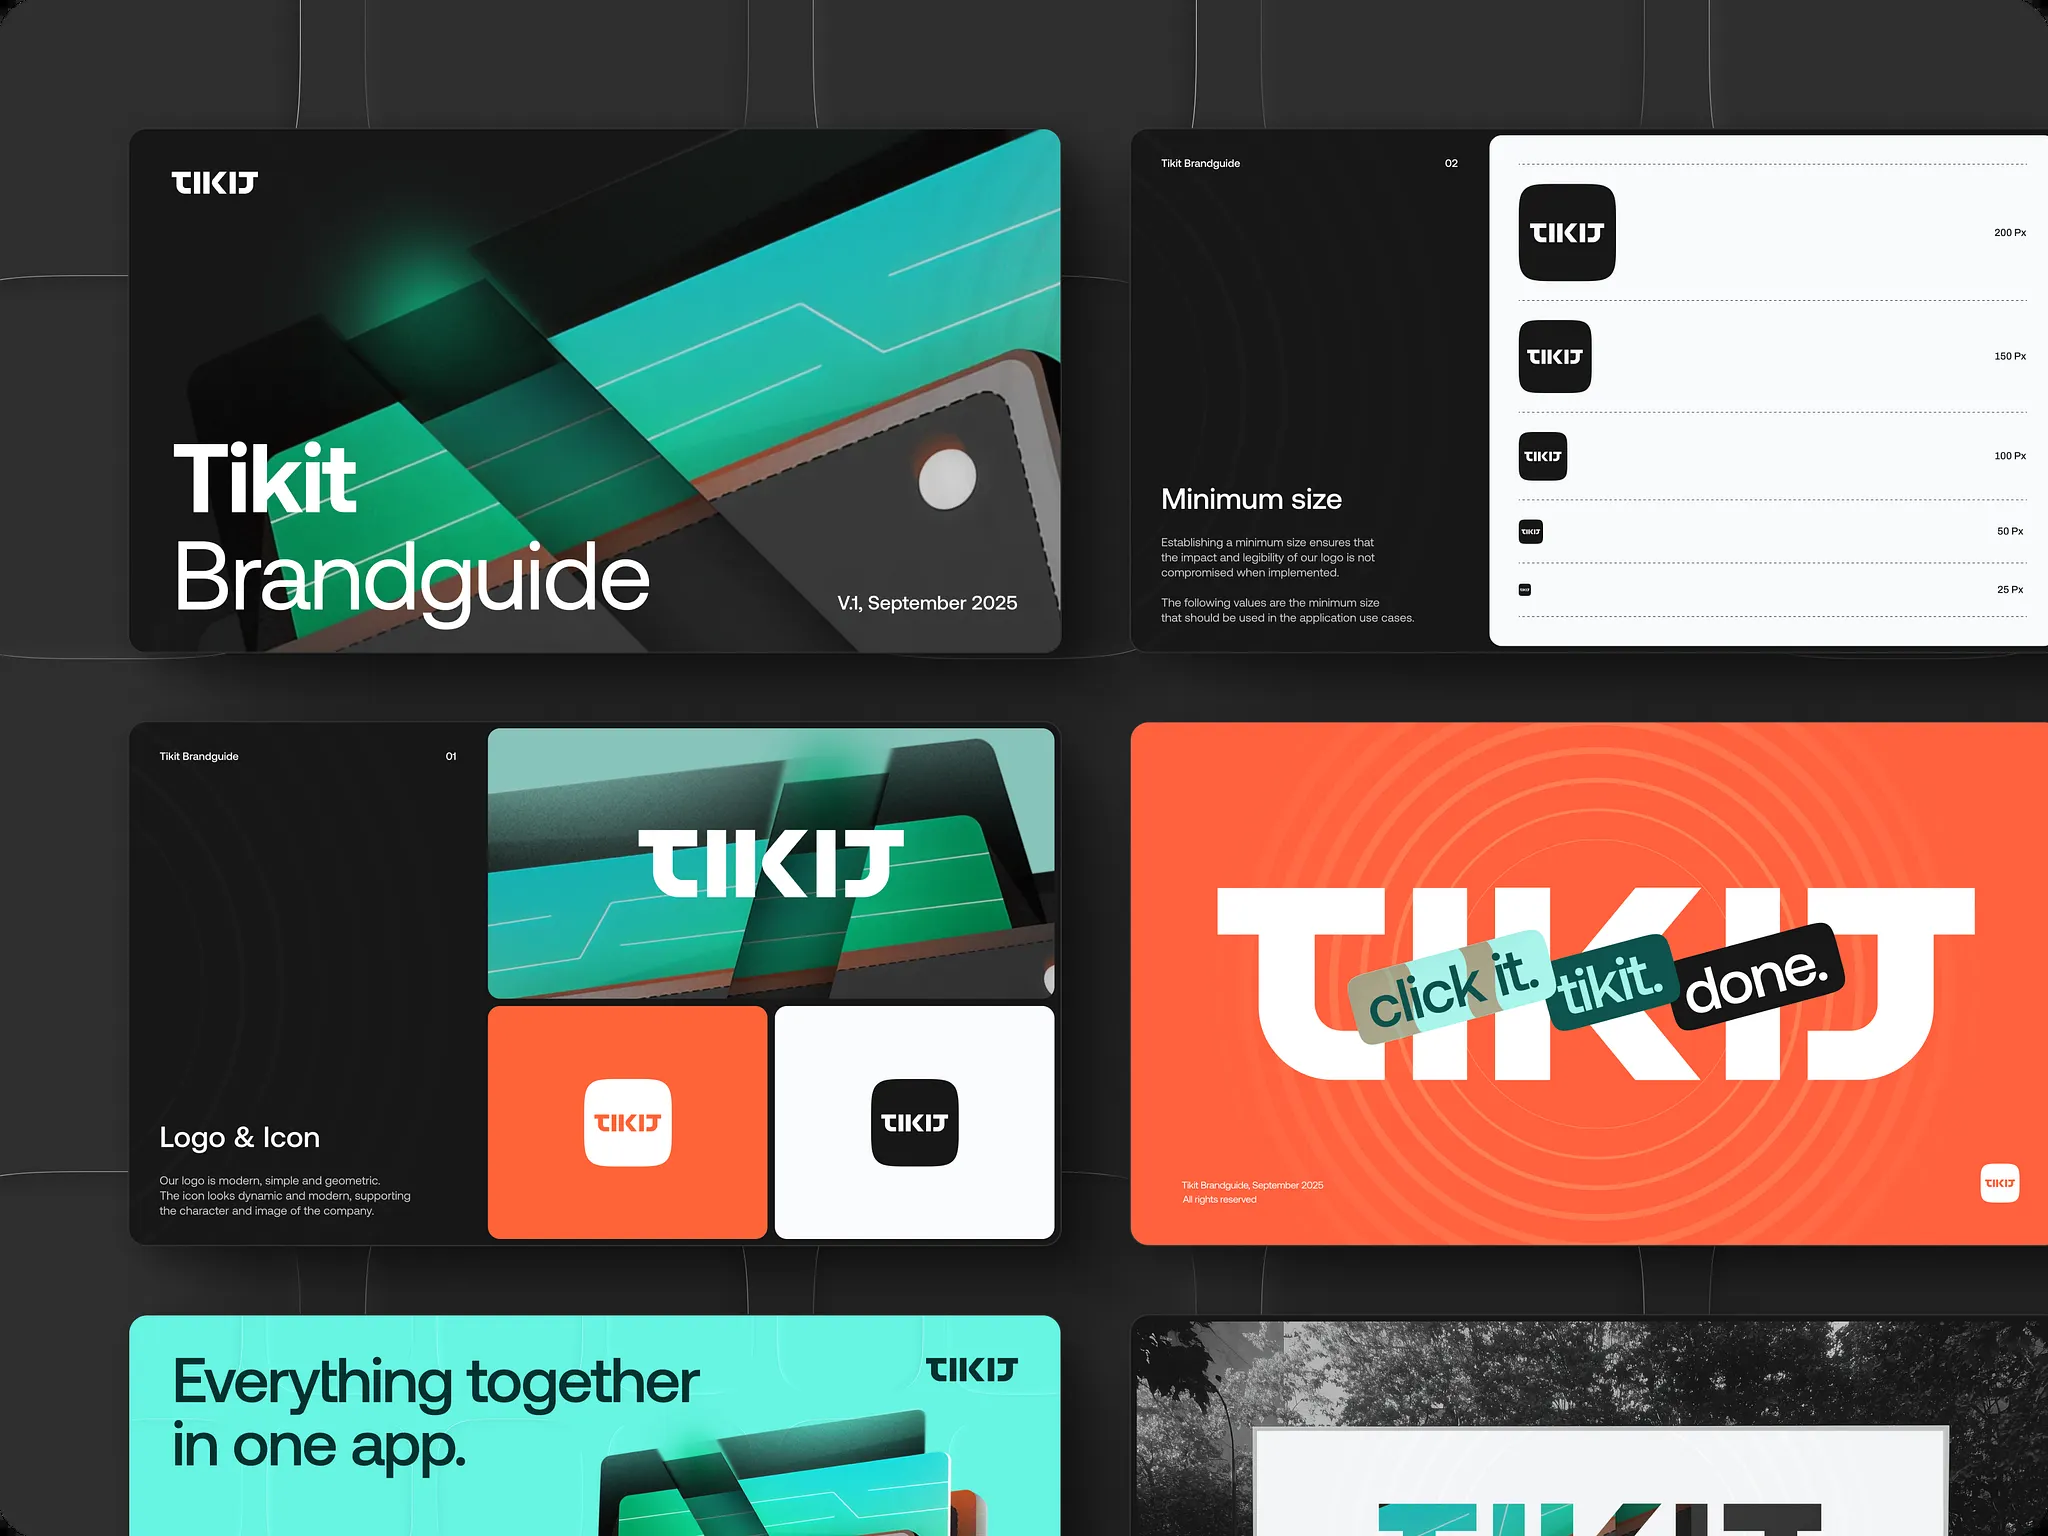 TIKIT
Tikit
Brandguide
V.1, September 2025
Tikit Brandguide
02
Minimum size
Establishing a minimum size ensures that
the impact and legibility of our logo is not
compromised when implemented.
The following values are the minimum size
that should be used in the application use cases.
TIKIT
200 Px
TIKIT
150 Px
TIKIT
100 Px
TIKIT
50 Px
TIKIT
25 Px
Tikit Brandguide
01
Logo & Icon
Our logo is modern, simple and geometric.
The icon looks dynamic and modern, supporting
the character and image of the company.
TIKIT
TIKIT
TIKIT
TIKIT
click it. tikit. done.
Tikit Brandguide, September 2025
All rights reserved
TIKIT
Everything together
in one app.
TIKIT
TIKIT